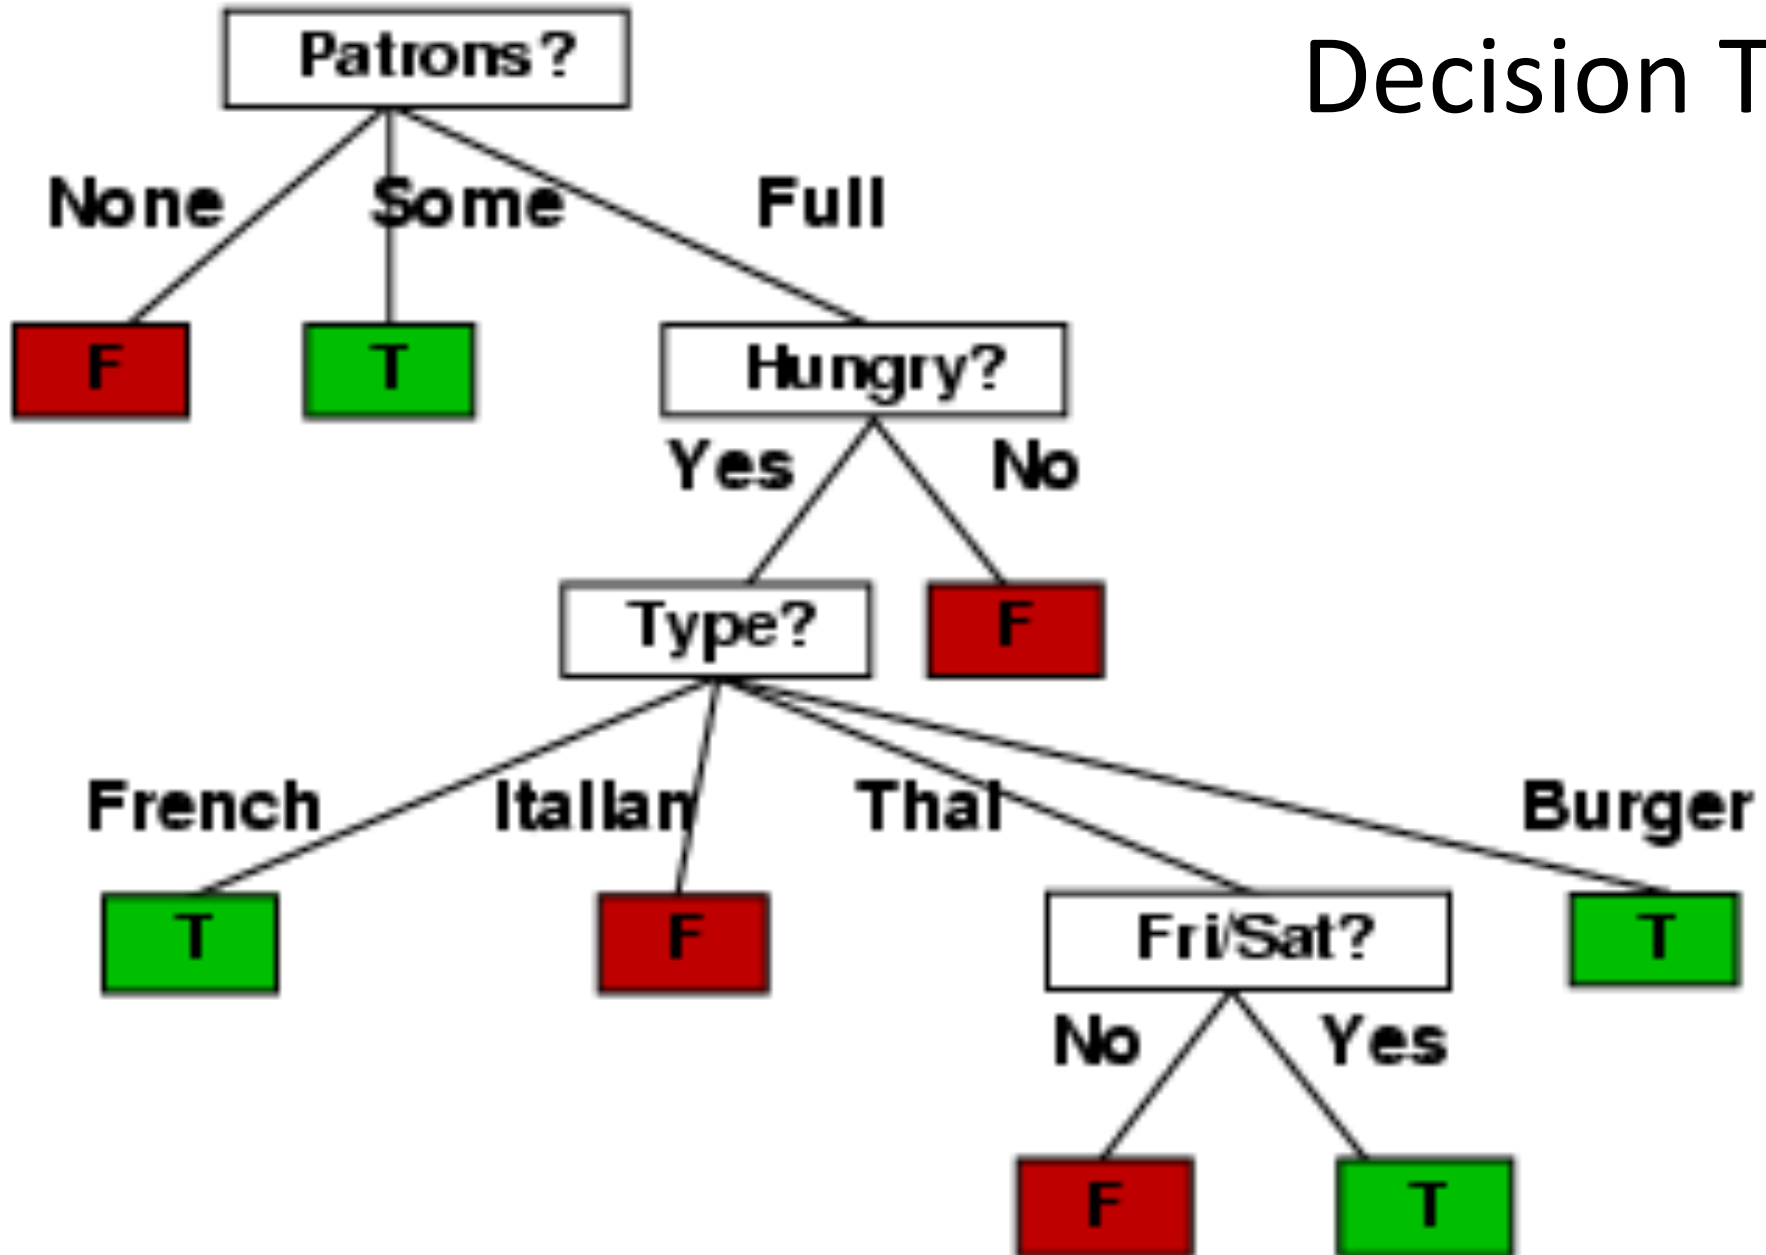 Patrons?
Decision T
None Some Full
F T Hungry?
Yes No
Type? F
French Italian Thai Burger
T F Fri/Sat? T
No Yes
F T